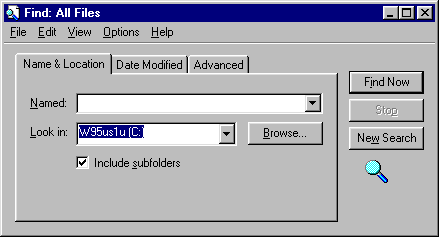 Find: All Files
File Edit View Options Help
Name & Location Date Modified Advanced
Named:
Look in: W95us1u (C:) Browse...
Include subfolders
Find Now
Stop
New Search